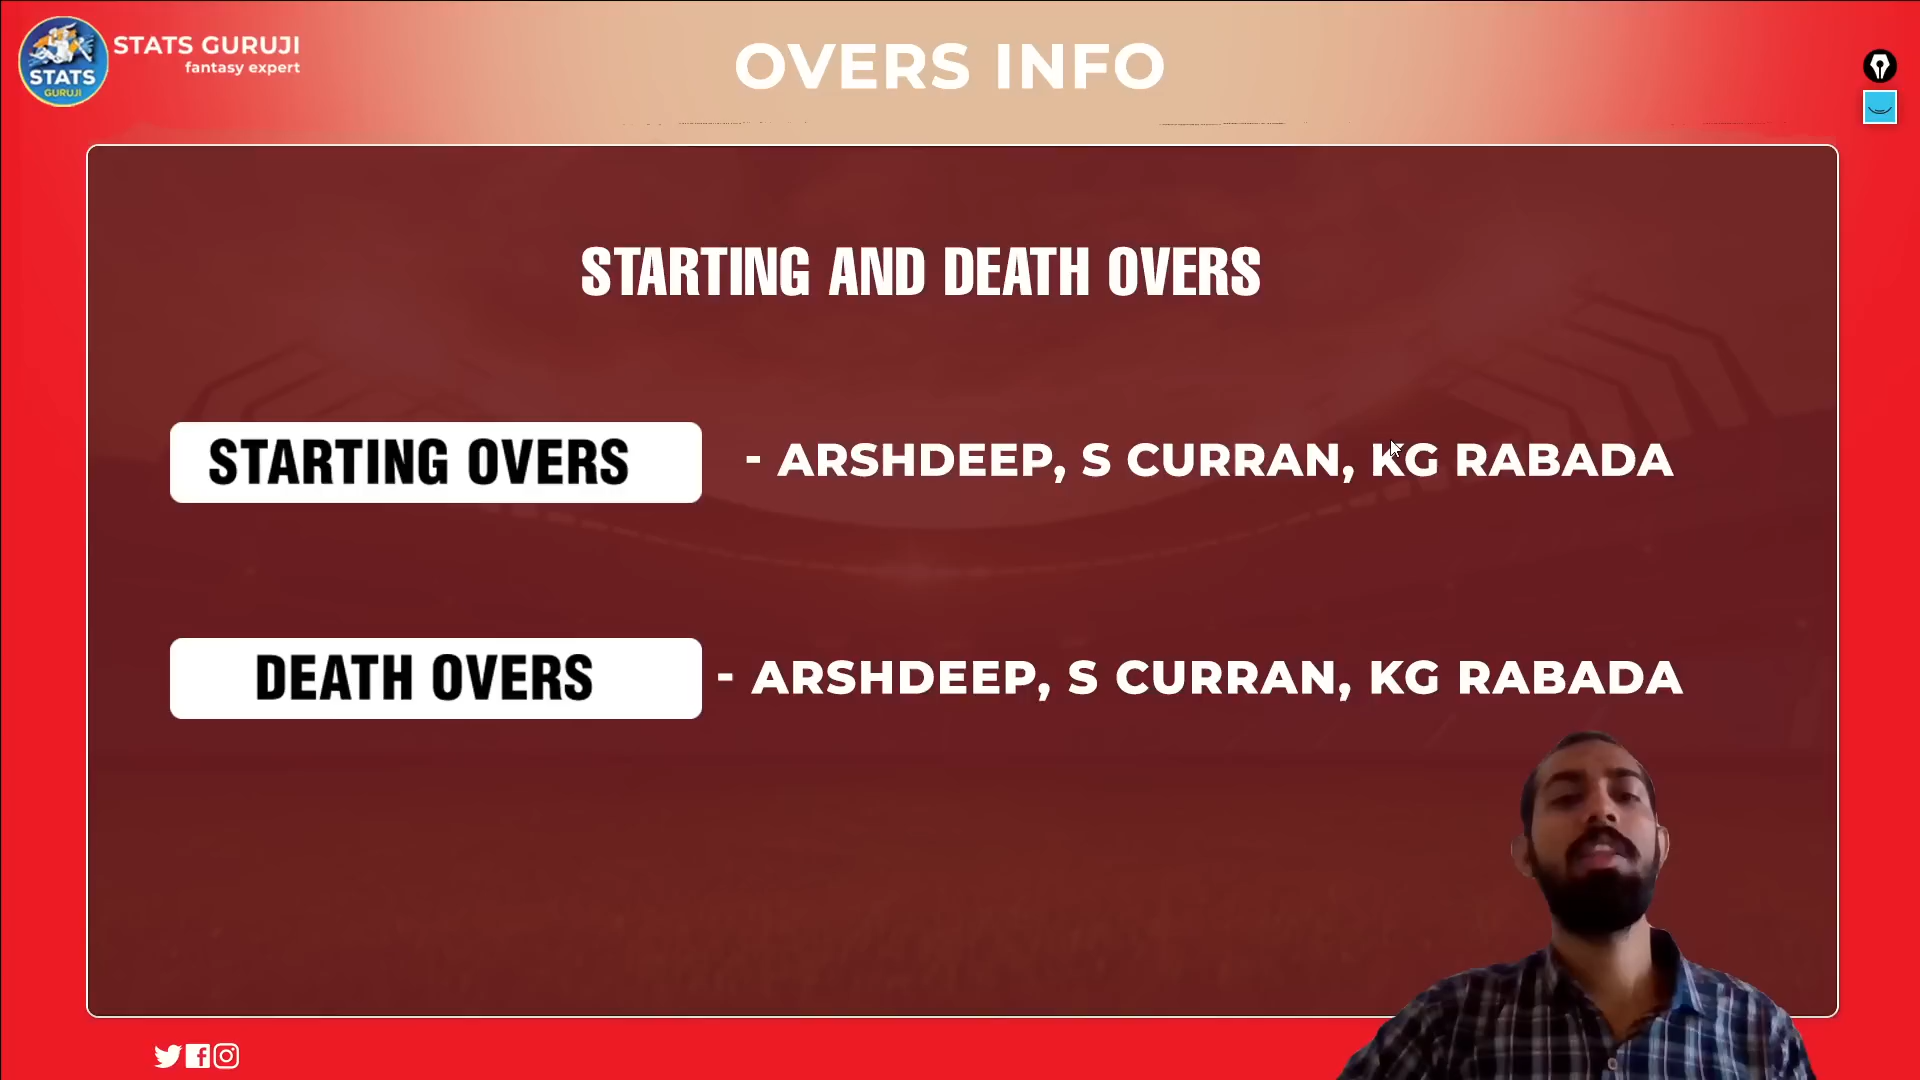 STATS GURUJI
fantasy expert
STATS
GURUJI
OVERS INFO
STARTING AND DEATH OVERS
STARTING OVERS - ARSHDEEP, S CURRAN, KG RABADA
DEATH OVERS - ARSHDEEP, S CURRAN, KG RABADA